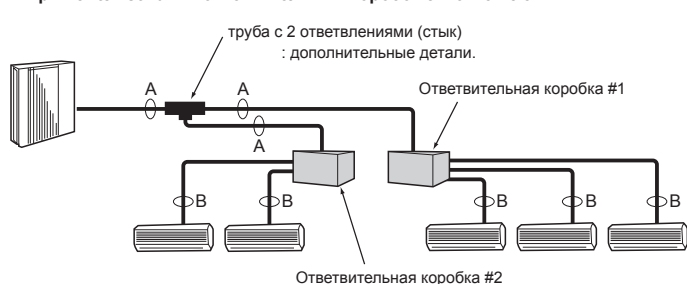 труба с 2 ответвлениями (стык)
: дополнительные детали.
Ответвительная коробка #1
A
A
A
B
B
B
B
B
Ответвительная коробка #2